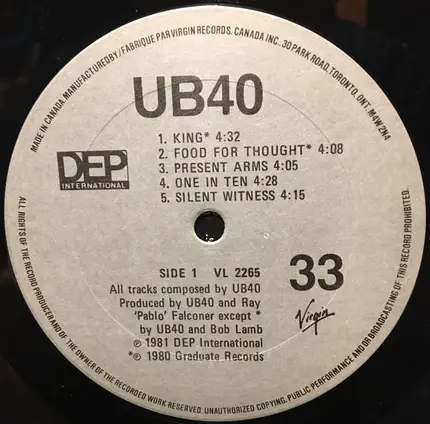 MADE IN CANADA. MANUFACTURED BY/FABRIQUE PAR VIRGIN RECORDS. CANADA INC. 30 PARK ROAD, TORONTO, ONT. M4W 2N4
UB40
1. KING* 4:32
2. FOOD FOR THOUGHT* 4:08
3. PRESENT ARMS 4:05
4. ONE IN TEN 4:28
5. SILENT WITNESS 4:15
DEP
INTERNATIONAL
SIDE 1 VL 2265
33
All tracks composed by UB40
Produced by UB40 and Ray
'Pablo' Falconer except *
by UB40 and Bob Lamb
℗ 1981 DEP International
*℗ 1980 Graduate Records
Virgin
ALL RIGHTS OF THE RECORD PRODUCER AND OF THE OWNER OF THE RECORDED WORK RESERVED. UNAUTHORIZED COPYING, PUBLIC PERFORMANCE AND/OR BROADCASTING OF THIS RECORD PROHIBITED.